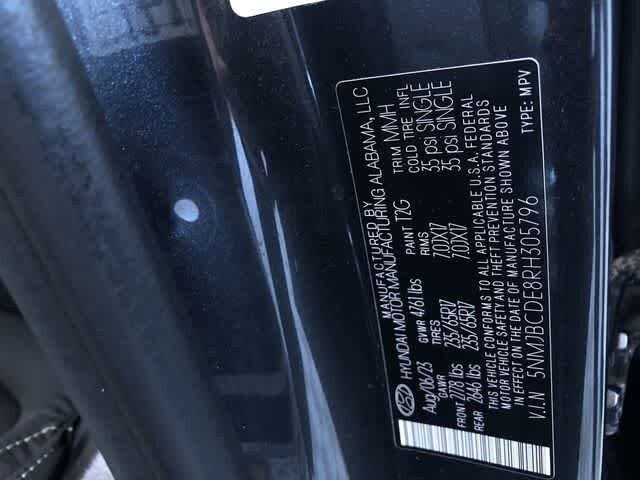 MANUFACTURED BY
HYUNDAI MOTOR MANUFACTURING ALABAMA, LLC
Aug/06/23 GVWR 4761 lbs PAINT T2G TRIM MMH
GAWR TIRES RIMS COLD TIRE INFL
FRONT 2778 lbs 235/65R17 7.0JX17 35 psi SINGLE
REAR 2646 lbs 235/65R17 7.0JX17 35 psi SINGLE
THIS VEHICLE CONFORMS TO ALL APPLICABLE U.S.A. FEDERAL
MOTOR VEHICLE SAFETY AND THEFT PREVENTION STANDARDS
IN EFFECT ON THE DATE OF MANUFACTURE SHOWN ABOVE
V.I.N 5NMJBCDE8RH305796 TYPE: MPV